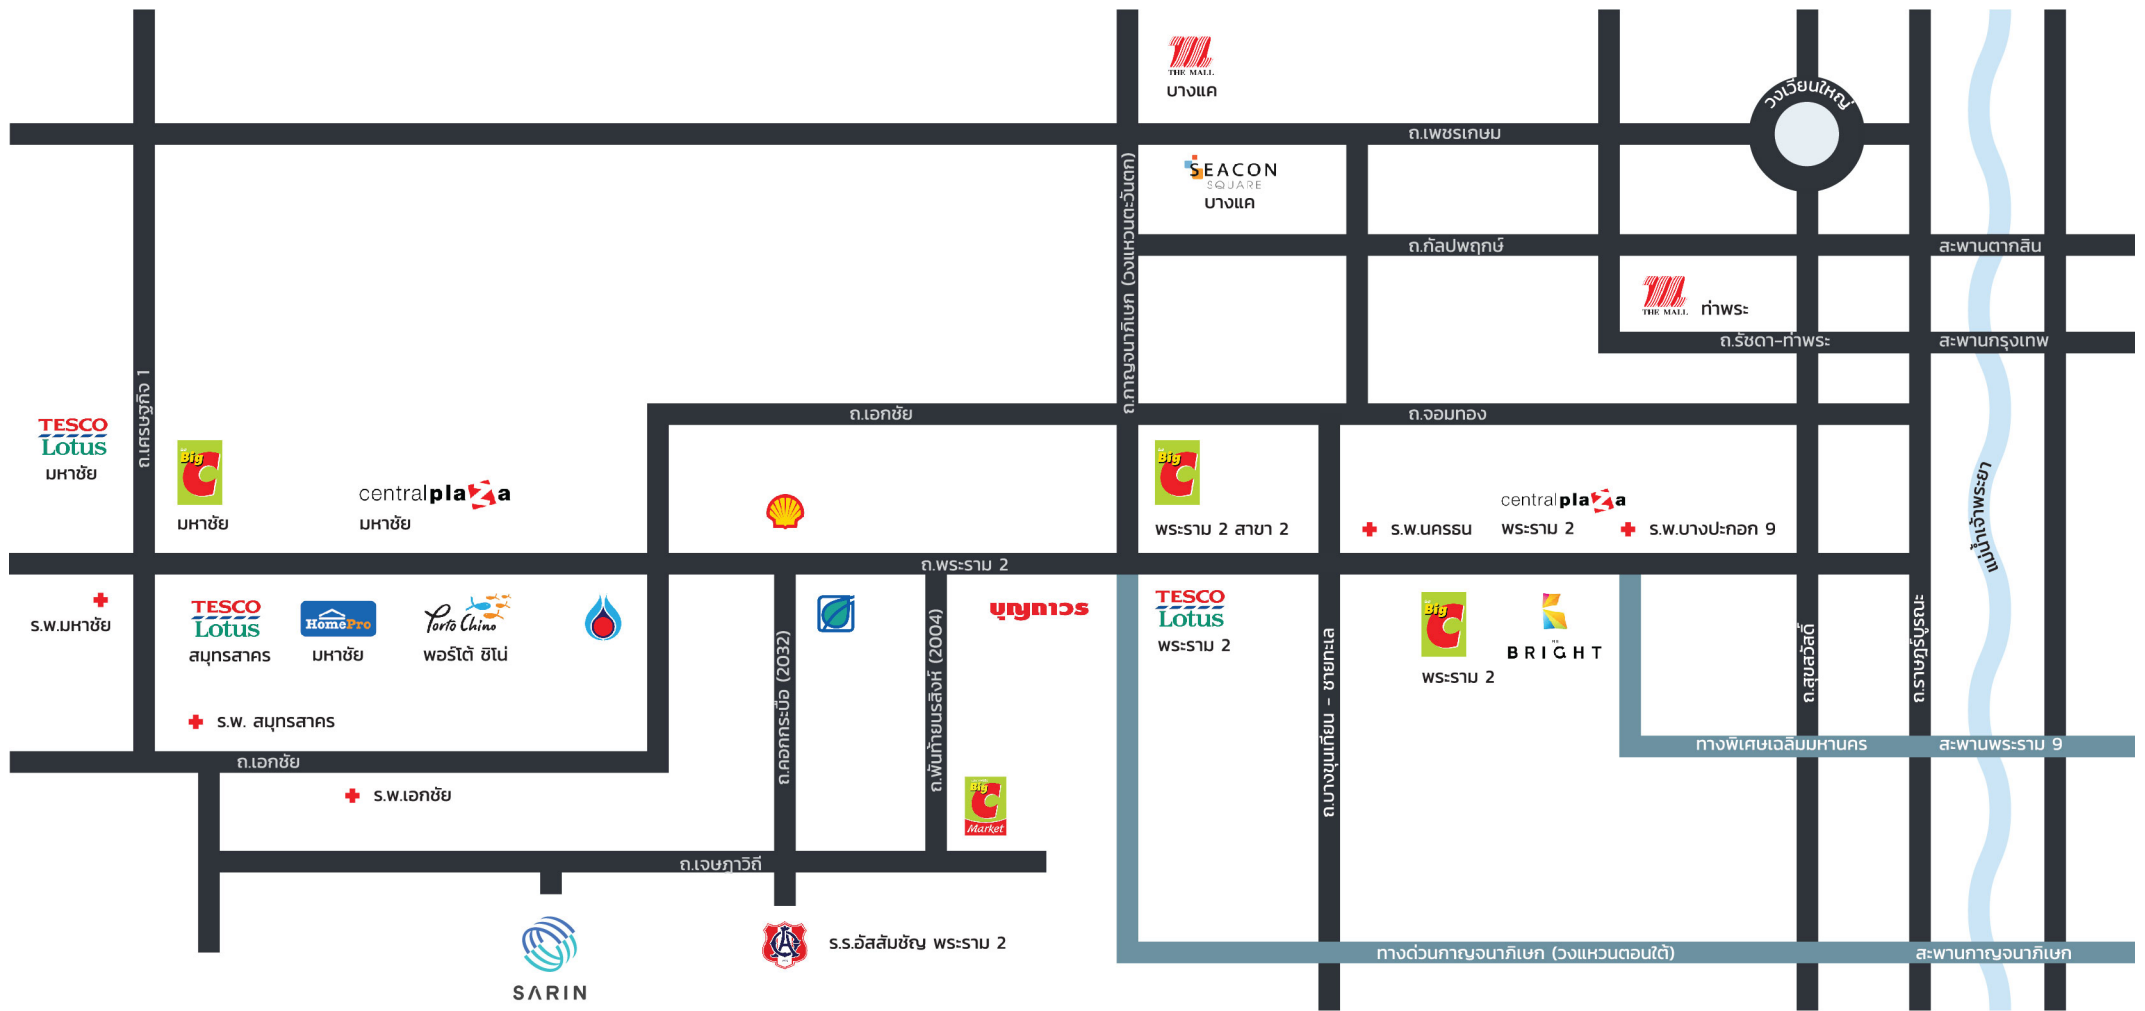 THE MALL
บางแค
วงเวียนใหญ่
ถ.เพชรเกษม
SEACON
SQUARE
บางแค
ถ.กาญจนาภิเษก (วงแหวนตะวันตก)
ถ.กัลปพฤกษ์
สะพานตากสิน
THE MALL
ท่าพระ
ถ.รัชดา-ท่าพระ
สะพานกรุงเทพ
ถ.เศรษฐกิจ 1
ถ.เอกชัย
ถ.จอมทอง
TESCO
Lotus
มหาชัย
Big
C
มหาชัย
centralplaza
มหาชัย
Big
C
พระราม 2 สาขา 2
ร.พ.นครธน
centralplaza
พระราม 2
ร.พ.บางปะกอก 9
แม่น้ำเจ้าพระยา
ถ.พระราม 2
ร.พ.มหาชัย
TESCO
Lotus
สมุทรสาคร
HomePro
มหาชัย
Porto Chino
พอร์โต้ ชิโน่
ถ.คอกกระบือ (2032)
ถ.พันท้ายนรสิงห์ (2004)
บุญถาวร
TESCO
Lotus
พระราม 2
ถ.บางขุนเทียน - ชายทะเล
Big
C
พระราม 2
THE
BRIGHT
ถ.สุขสวัสดิ์
ถ.ราษฎร์บูรณะ
ร.พ. สมุทรสาคร
ทางพิเศษเฉลิมมหานคร
สะพานพระราม 9
ถ.เอกชัย
ร.พ.เอกชัย
Big
C
Market
ถ.เจษฎาวิถี
SARIN
ร.ร.อัสสัมชัญ พระราม 2
ทางด่วนกาญจนาภิเษก (วงแหวนตอนใต้)
สะพานกาญจนาภิเษก